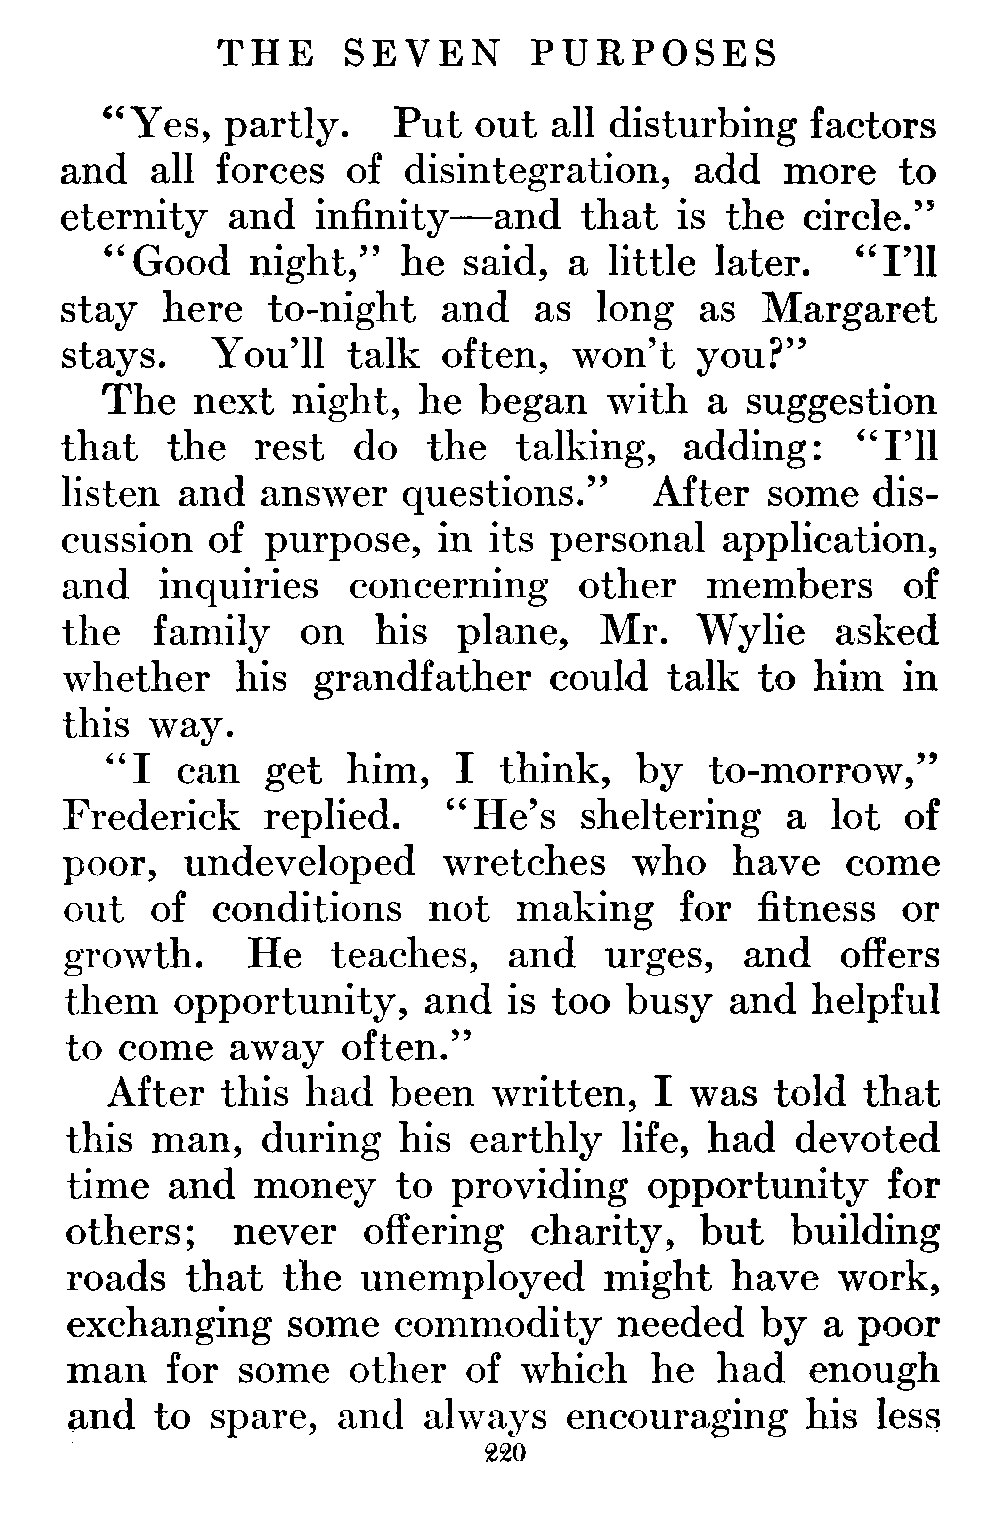 THE SEVEN PURPOSES
“Yes, partly. Put out all disturbing factors
and all forces of disintegration, add more to
eternity and infinity—and that is the circle.”
“Good night,” he said, a little later. “I’ll
stay here to-night and as long as Margaret
stays. You’ll talk often, won’t you?”
The next night, he began with a suggestion
that the rest do the talking, adding: “I’ll
listen and answer questions.” After some dis-
cussion of purpose, in its personal application,
and inquiries concerning other members of
the family on his plane, Mr. Wylie asked
whether his grandfather could talk to him in
this way.
“I can get him, I think, by to-morrow,”
Frederick replied. “He’s sheltering a lot of
poor, undeveloped wretches who have come
out of conditions not making for fitness or
growth. He teaches, and urges, and offers
them opportunity, and is too busy and helpful
to come away often.”
After this had been written, I was told that
this man, during his earthly life, had devoted
time and money to providing opportunity for
others; never offering charity, but building
roads that the unemployed might have work,
exchanging some commodity needed by a poor
man for some other of which he had enough
and to spare, and always encouraging his less
220